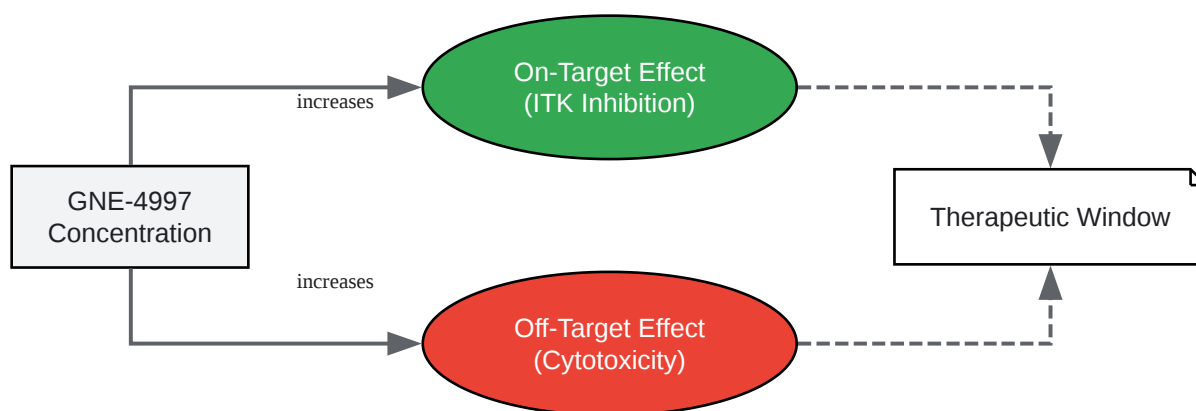 On-Target Effect
(ITK Inhibition)
increases
GNE-4997
Concentration
Therapeutic Window
increases
Off-Target Effect
(Cytotoxicity)